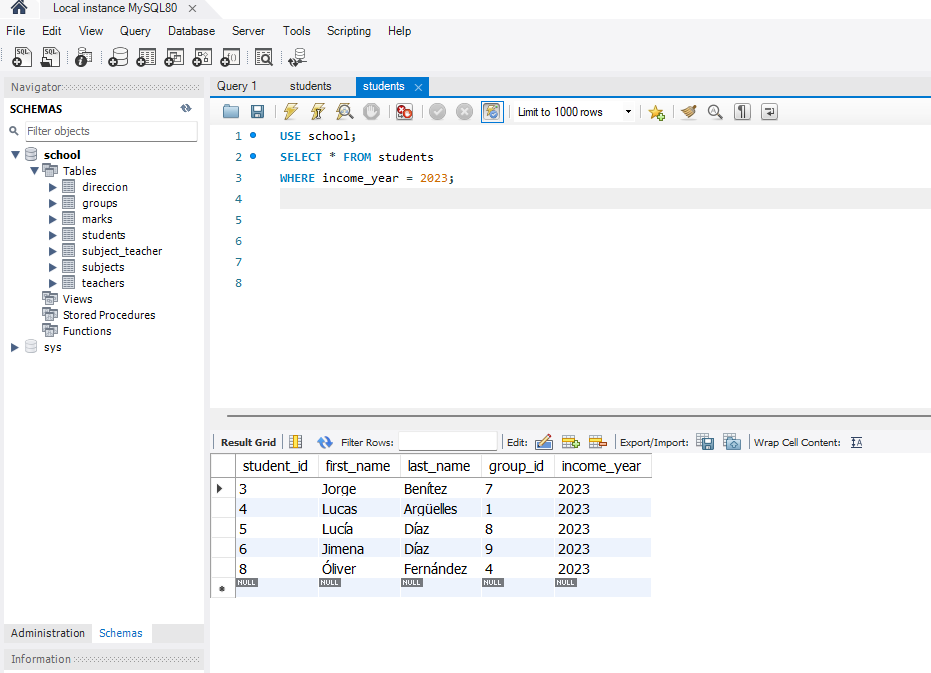 Local instance MySQL80
File Edit View Query Database Server Tools Scripting Help
SQL SQL
Navigator
SCHEMAS
Filter objects
school
Tables
direccion
groups
marks
students
subject_teacher
subjects
teachers
Views
Stored Procedures
Functions
sys
Administration Schemas
Information
Query 1 students students
Limit to 1000 rows
1 USE school;
2 SELECT * FROM students
3 WHERE income_year = 2023;
4
5
6
7
8
Result Grid Filter Rows: Edit: Export/Import: Wrap Cell Content: IA
student_id first_name last_name group_id income_year
3 Jorge Benítez 7 2023
4 Lucas Argüelles 1 2023
5 Lucía Díaz 8 2023
6 Jimena Díaz 9 2023
8 Óliver Fernández 4 2023
NULL NULL NULL NULL NULL